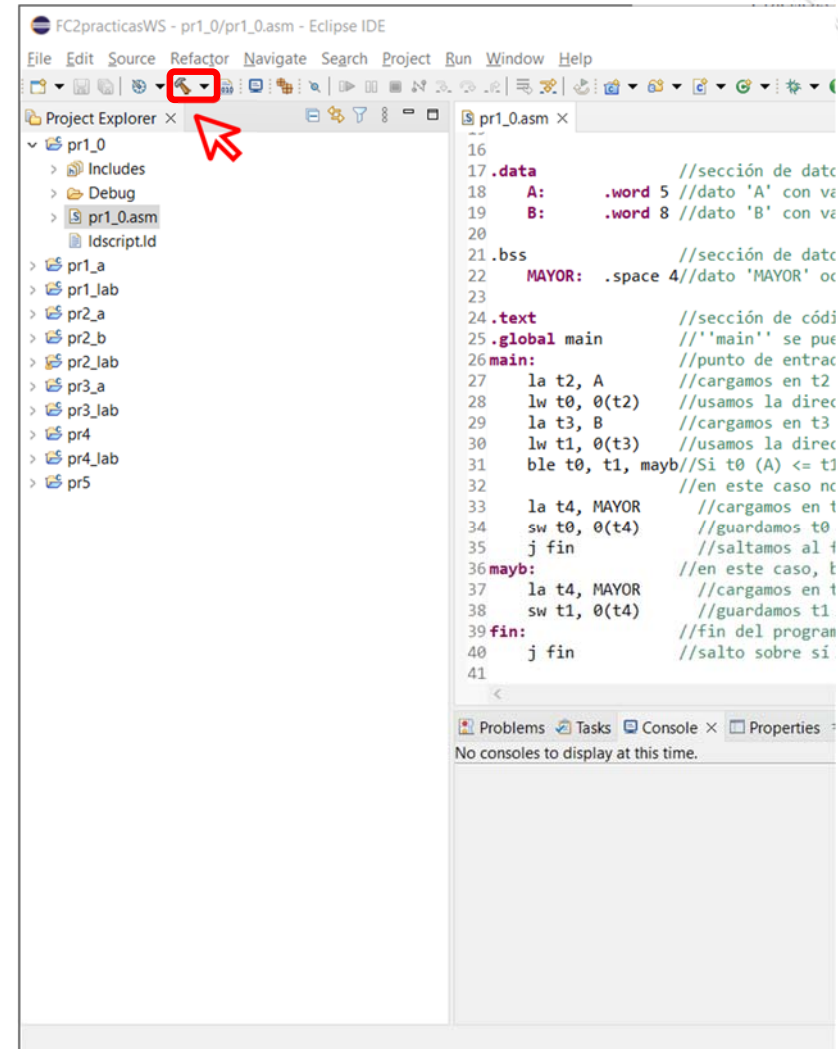 FC2practicasWS - pr1_0/pr1_0.asm - Eclipse IDE
File Edit Source Refactor Navigate Search Project Run Window Help
Project Explorer
pr1_0
Includes
Debug
pr1_0.asm
ldscript.ld
pr1_a
pr1_lab
pr2_a
pr2_b
pr2_lab
pr3_a
pr3_lab
pr4
pr4_lab
pr5
pr1_0.asm
16
17 .data //sección de dato
18 A: .word 5 //dato 'A' con va
19 B: .word 8 //dato 'B' con va
20
21 .bss //sección de dato
22 MAYOR: .space 4//dato 'MAYOR' oc
23
24 .text //sección de códi
25 .global main //''main'' se pue
26 main: //punto de entrad
27 la t2, A //cargamos en t2
28 lw t0, 0(t2) //usamos la direc
29 la t3, B //cargamos en t3
30 lw t1, 0(t3) //usamos la direc
31 ble t0, t1, mayb//Si t0 (A) <= t1
32 //en este caso no
33 la t4, MAYOR //cargamos en t
34 sw t0, 0(t4) //guardamos t0
35 j fin //saltamos al f
36 mayb: //en este caso, b
37 la t4, MAYOR //cargamos en t
38 sw t1, 0(t4) //guardamos t1
39 fin: //fin del program
40 j fin //salto sobre sí
41
Problems Tasks Console Properties
No consoles to display at this time.